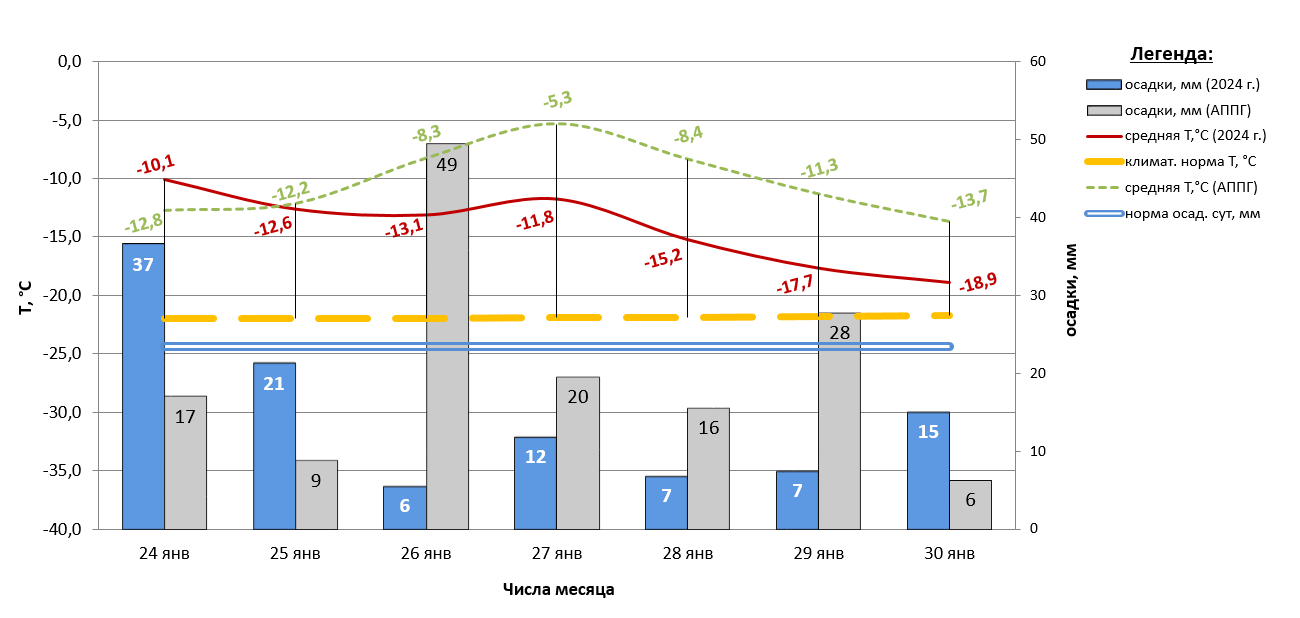 Легенда:
осадки, мм (2024 г.)
осадки, мм (АППГ)
средняя Т,°С (2024 г.)
климат. норма Т, °С
средняя Т,°С (АППГ)
норма осад. сут, мм
Т, °С
0,0
-5,0
-10,0
-15,0
-20,0
-25,0
-30,0
-35,0
-40,0
60
50
40
30
20
10
0
осадки, мм
-12,8
-12,2
-8,3
-5,3
-8,4
-11,3
-13,7
-10,1
-12,6
-13,1
-11,8
-15,2
-17,7
-18,9
37
17
21
9
6
49
12
20
7
16
7
28
15
6
24 янв
25 янв
26 янв
27 янв
28 янв
29 янв
30 янв
Числа месяца